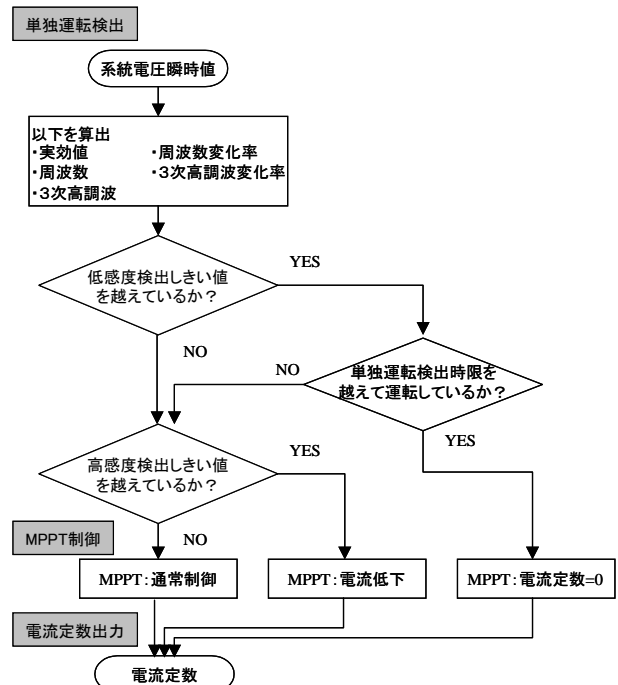 単独運転検出
系統電圧瞬時値
以下を算出
・実効値 ・周波数変化率
・周波数 ・3次高調波変化率
・3次高調波
低感度検出しきい値
を越えているか？
YES
NO
単独運転検出時限を
越えて運転しているか？
NO
YES
高感度検出しきい値
を越えているか？
YES
NO
MPPT制御
MPPT：通常制御
MPPT：電流低下
MPPT：電流定数=0
電流定数出力
電流定数